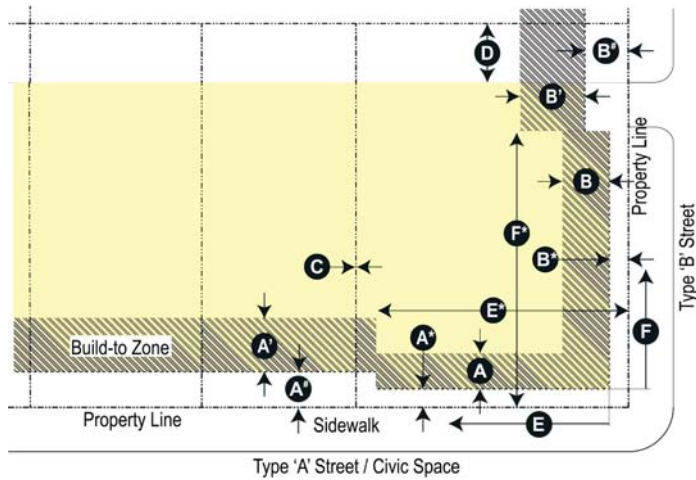 D
B#
B'
Property Line
B
F*
C
B*
Type 'B' Street
E*
A*
F
Build-to Zone
A'
A
A#
Property Line
Sidewalk
E
Type 'A' Street / Civic Space